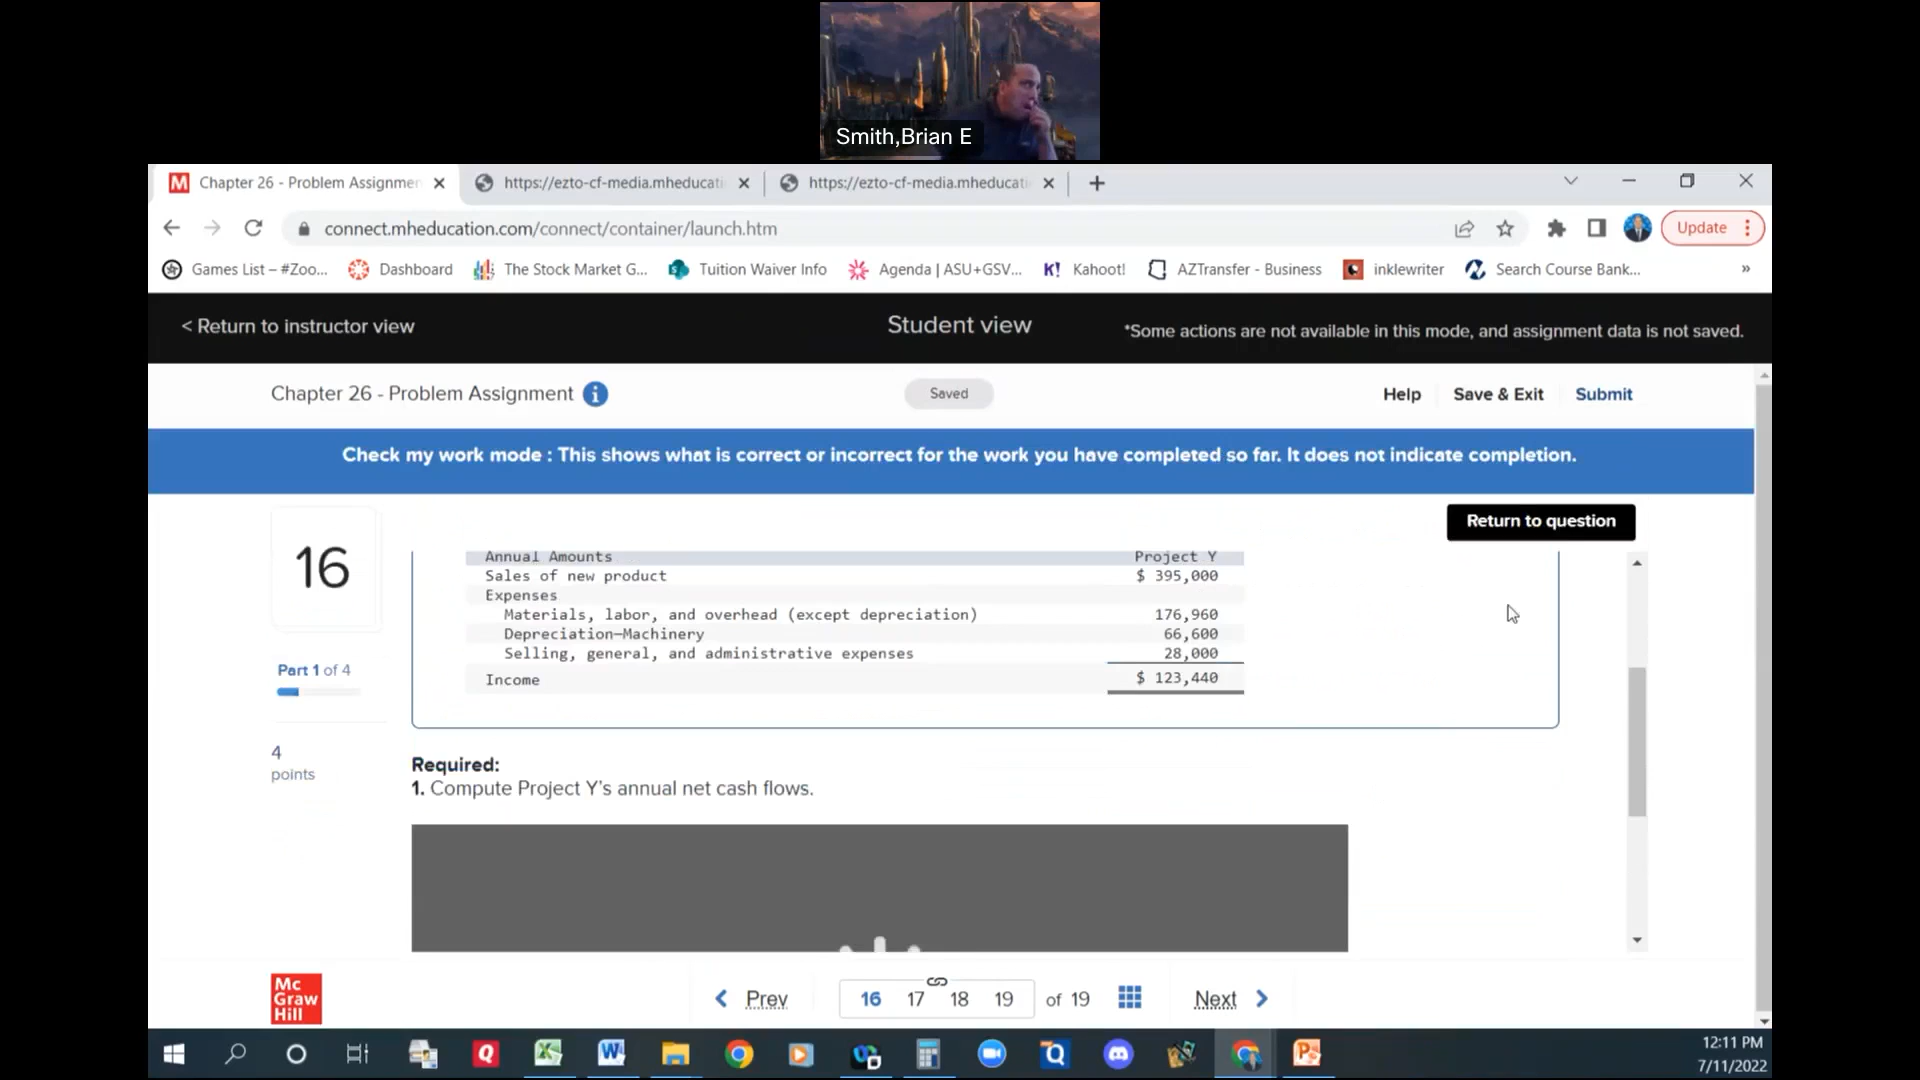 Smith,Brian E
Chapter 26 - Problem Assignmen
https://ezto-cf-media.mheducati
https://ezto-cf-media.mheducati
connect.mheducation.com/connect/container/launch.htm
Update
Games List – #Zoo...
Dashboard
The Stock Market G...
Tuition Waiver Info
Agenda | ASU+GSV...
K! Kahoot!
AZTransfer - Business
inklewriter
Search Course Bank...
»
< Return to instructor view
Student view
*Some actions are not available in this mode, and assignment data is not saved.
Chapter 26 - Problem Assignment
Saved
Help
Save & Exit
Submit
Check my work mode : This shows what is correct or incorrect for the work you have completed so far. It does not indicate completion.
Return to question
16
Part 1 of 4
4
points
Annual Amounts Project Y
Sales of new product $ 395,000
Expenses
Materials, labor, and overhead (except depreciation) 176,960
Depreciation—Machinery 66,600
Selling, general, and administrative expenses 28,000
Income $ 123,440
Required:
1. Compute Project Y's annual net cash flows.
Mc
Graw
Hill
Prev
16 17 18 19 of 19
Next
12:11 PM
7/11/2022